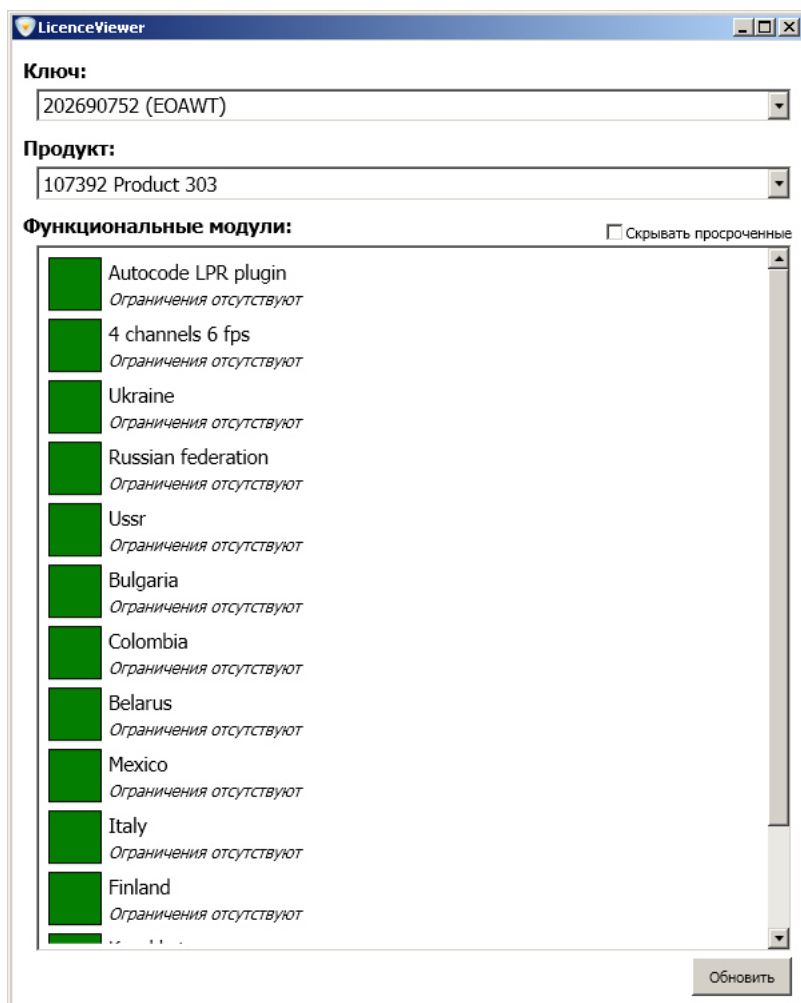 LicenceViewer
Ключ:
202690752 (EOAWT)
Продукт:
107392 Product 303
Функциональные модули:
Скрывать просроченные
Autocode LPR plugin
Ограничения отсутствуют
4 channels 6 fps
Ограничения отсутствуют
Ukraine
Ограничения отсутствуют
Russian federation
Ограничения отсутствуют
Ussr
Ограничения отсутствуют
Bulgaria
Ограничения отсутствуют
Colombia
Ограничения отсутствуют
Belarus
Ограничения отсутствуют
Mexico
Ограничения отсутствуют
Italy
Ограничения отсутствуют
Finland
Ограничения отсутствуют
Обновить